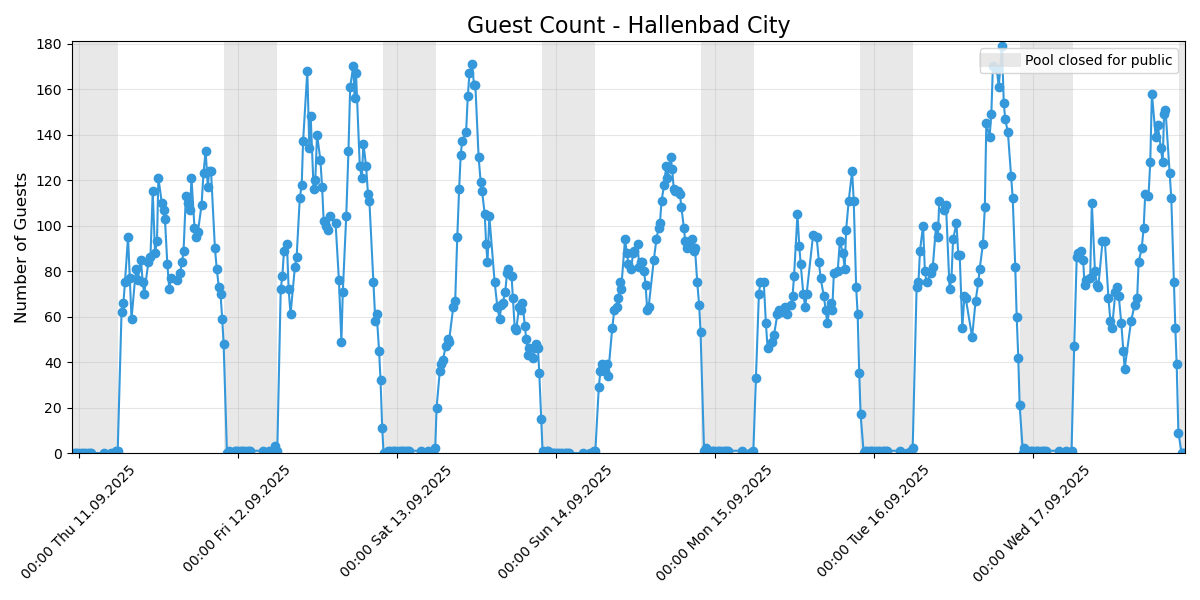 Guest Count - Hallenbad City
Pool closed for public
Number of Guests
180
160
140
120
100
80
60
40
20
0
00:00 Thu 11.09.2025
00:00 Fri 12.09.2025
00:00 Sat 13.09.2025
00:00 Sun 14.09.2025
00:00 Mon 15.09.2025
00:00 Tue 16.09.2025
00:00 Wed 17.09.2025